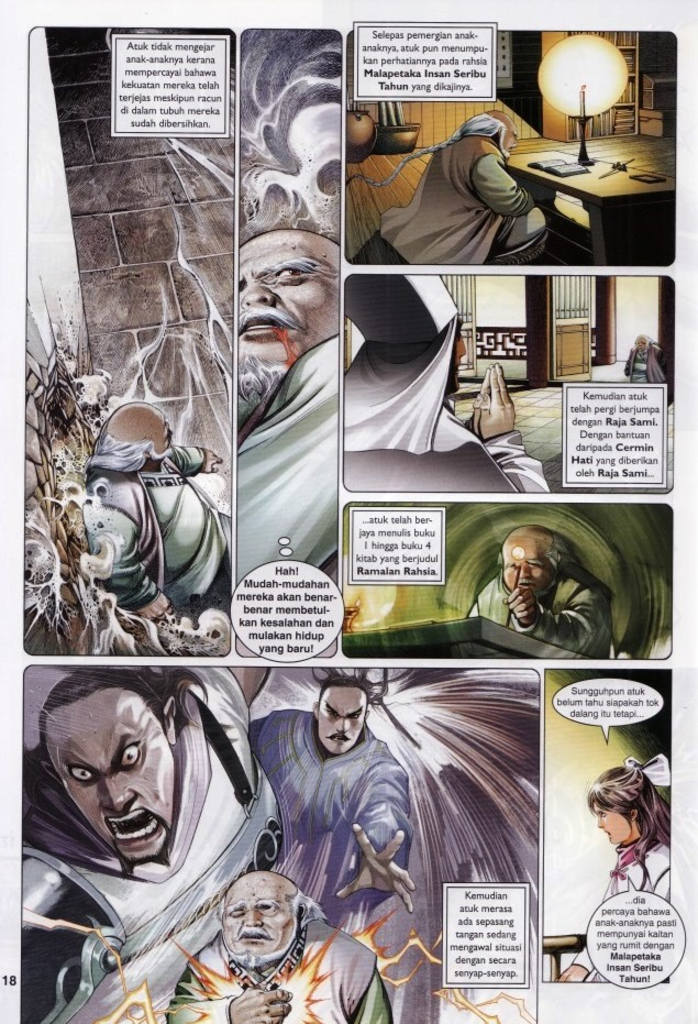 Atuk tidak mengejar
anak-anaknya kerana
mempercayai bahawa
kekuatan mereka telah
terjejas meskipun racun
di dalam tubuh mereka
sudah dibersihkan.
Hah!
Mudah-mudahan
mereka akan benar-
benar membetul-
kan kesalahan dan
mulakan hidup
yang baru!
Selepas pemergian anak-
anaknya, atuk pun menumpu-
kan perhatiannya pada rahsia
Malapetaka Insan Seribu
Tahun yang dikajinya.
Kemudian atuk
telah pergi berjumpa
dengan Raja Sami.
Dengan bantuan
daripada Cermin
Hati yang diberikan
oleh Raja Sami...
...atuk telah ber-
jaya menulis buku
1 hingga buku 4
kitab yang berjudul
Ramalan Rahsia.
Kemudian
atuk merasa
ada sepasang
tangan sedang
mengawal situasi
dengan secara
senyap-senyap.
Sungguhpun atuk
belum tahu siapakah tok
dalang itu tetapi...
...dia
percaya bahawa
anak-anaknya pasti
mempunyai kaitan
yang rumit dengan
Malapetaka
Insan Seribu
Tahun!
18